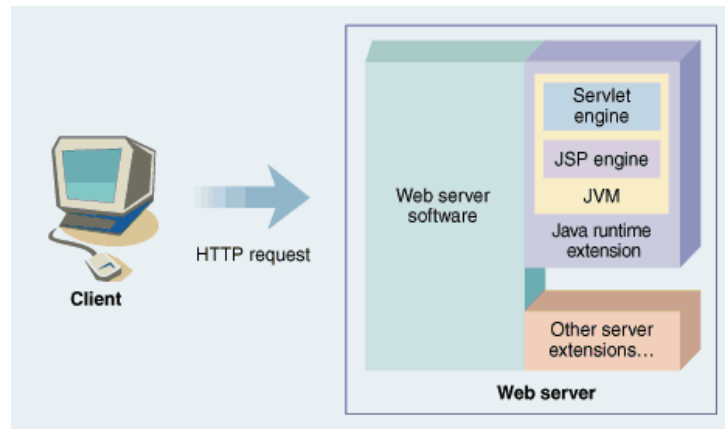 Client
HTTP request
Web server
software
Servlet
engine
JSP engine
JVM
Java runtime
extension
Other server
extensions...
Web server